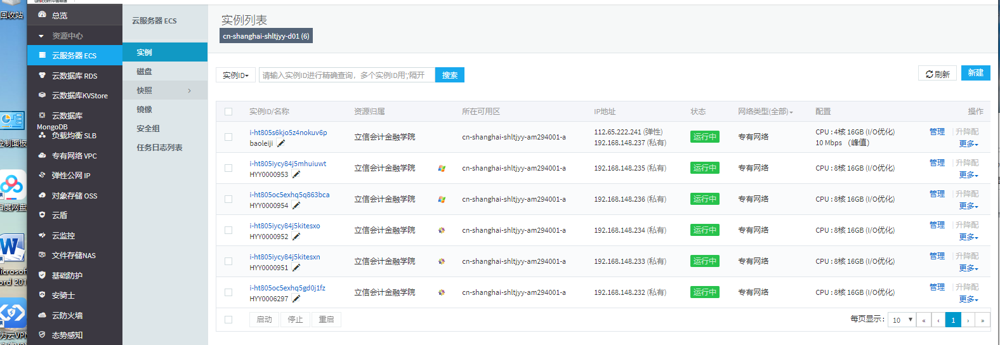 unicom中国联通
回收站
控制面板
百度网盘
Microsoft
Word 201
总览
资源中心
云服务器 ECS
云数据库 RDS
云数据库KVStore
云数据库
MongoDB
负载均衡 SLB
专有网络 VPC
弹性公网 IP
对象存储 OSS
云盾
云监控
文件存储NAS
基础防护
安骑士
云防火墙
态势感知
云服务器 ECS
实例
磁盘
快照
镜像
安全组
任务日志列表
实例列表
cn-shanghai-shltjyy-d01 (6)
实例ID 请输入实例ID进行精确查询，多个实例ID用','隔开 搜索 刷新 新建
实例ID/名称 资源归属 所在可用区 IP地址 状态 网络类型(全部) 配置 操作
i-ht805s6kjo5z4nokuv6p
baoleiji 立信会计金融学院 cn-shanghai-shltjyy-am294001-a 112.65.222.241 (弹性)
192.168.148.237 (私有) 运行中 专有网络 CPU : 4核 16GB (I/O优化)
10 Mbps （峰值） 管理 | 升降配
更多
i-ht805iycy84j5mhuiuwt
HYY0000953 立信会计金融学院 cn-shanghai-shltjyy-am294001-a 192.168.148.235 (私有) 运行中 专有网络 CPU : 8核 16GB (I/O优化) 管理 | 升降配
更多
i-ht805oc5exhq5q863bca
HYY0000954 立信会计金融学院 cn-shanghai-shltjyy-am294001-a 192.168.148.236 (私有) 运行中 专有网络 CPU : 8核 16GB (I/O优化) 管理 | 升降配
更多
i-ht805iycy84j5kitesxo
HYY0000952 立信会计金融学院 cn-shanghai-shltjyy-am294001-a 192.168.148.234 (私有) 运行中 专有网络 CPU : 8核 16GB (I/O优化) 管理 | 升降配
更多
i-ht805iycy84j5kitesxn
HYY0000951 立信会计金融学院 cn-shanghai-shltjyy-am294001-a 192.168.148.233 (私有) 运行中 专有网络 CPU : 8核 16GB (I/O优化) 管理 | 升降配
更多
i-ht805oc5exhq5gd0j1fz
HYY0006297 立信会计金融学院 cn-shanghai-shltjyy-am294001-a 192.168.148.232 (私有) 运行中 专有网络 CPU : 8核 16GB (I/O优化) 管理 | 升降配
更多
启动 停止 重启 每页显示 : 10 « ‹ 1 › »